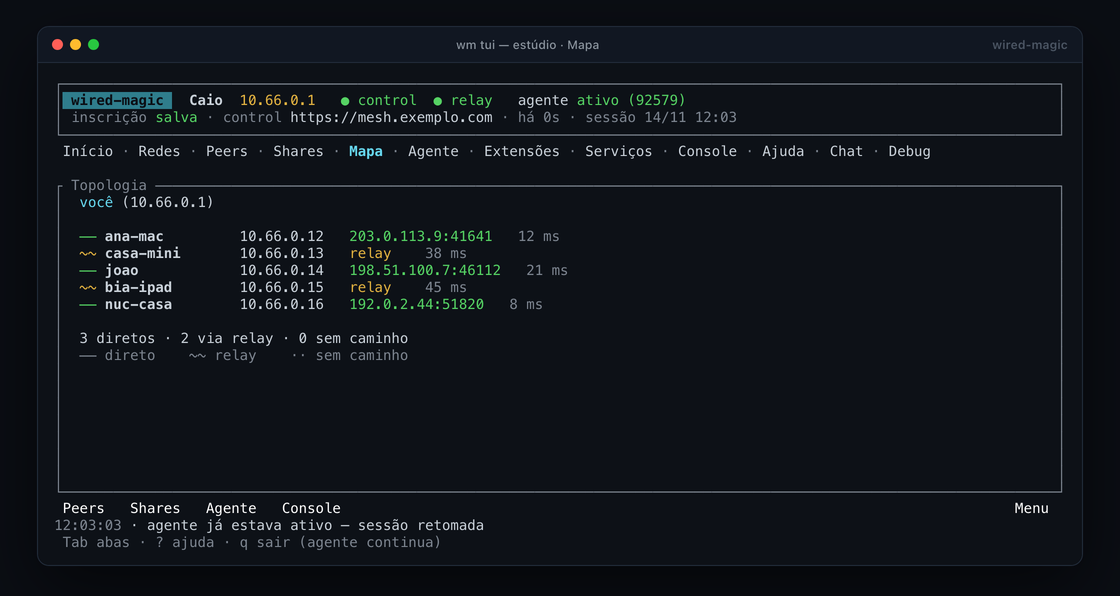 wm tui — estúdio · Mapa
wired-magic
wired-magic Caio 10.66.0.1 ● control ● relay agente ativo (92579)
inscrição salva · control https://mesh.exemplo.com · há 0s · sessão 14/11 12:03
Início · Redes · Peers · Shares · Mapa · Agente · Extensões · Serviços · Console · Ajuda · Chat · Debug
Topologia
você (10.66.0.1)
── ana-mac 10.66.0.12 203.0.113.9:41641 12 ms
~~ casa-mini 10.66.0.13 relay 38 ms
── joao 10.66.0.14 198.51.100.7:46112 21 ms
~~ bia-ipad 10.66.0.15 relay 45 ms
── nuc-casa 10.66.0.16 192.0.2.44:51820 8 ms
3 diretos · 2 via relay · 0 sem caminho
── direto ~~ relay ·· sem caminho
Peers Shares Agente Console Menu
12:03:03 · agente já estava ativo — sessão retomada
Tab abas · ? ajuda · q sair (agente continua)